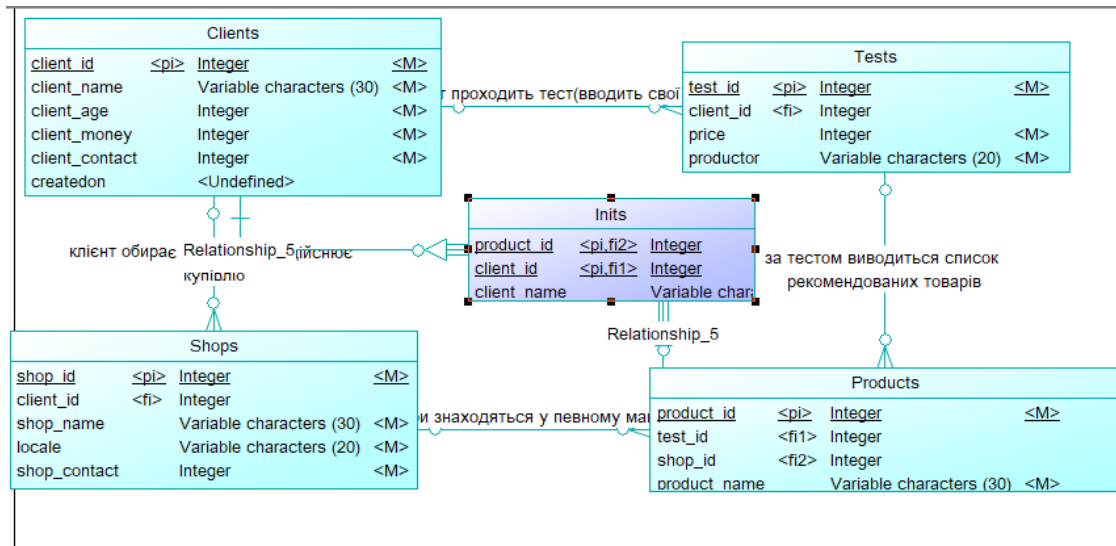 Clients
client_id <pi> Integer <M>
client_name Variable characters (30) <M>
client_age Integer <M>
client_money Integer <M>
client_contact Integer <M>
createdon <Undefined>
проходить тест(вводить свої
Tests
test_id <pi> Integer <M>
client_id <fi> Integer
price Integer <M>
productor Variable characters (20) <M>
Inits
product_id <pi,fi2> Integer
client_id <pi,fi1> Integer
client_name Variable
клієнт обирає Relationship_5
купівлю
за тестом виводиться список
рекомендованих товарів
Relationship_5
Shops
shop_id <pi> Integer <M>
client_id <fi> Integer
shop_name Variable characters (30) <M>
locale Variable characters (20) <M>
shop_contact Integer <M>
знаходяться у певному
Products
product_id <pi> Integer <M>
test_id <fi1> Integer
shop_id <fi2> Integer
product_name Variable characters (30) <M>